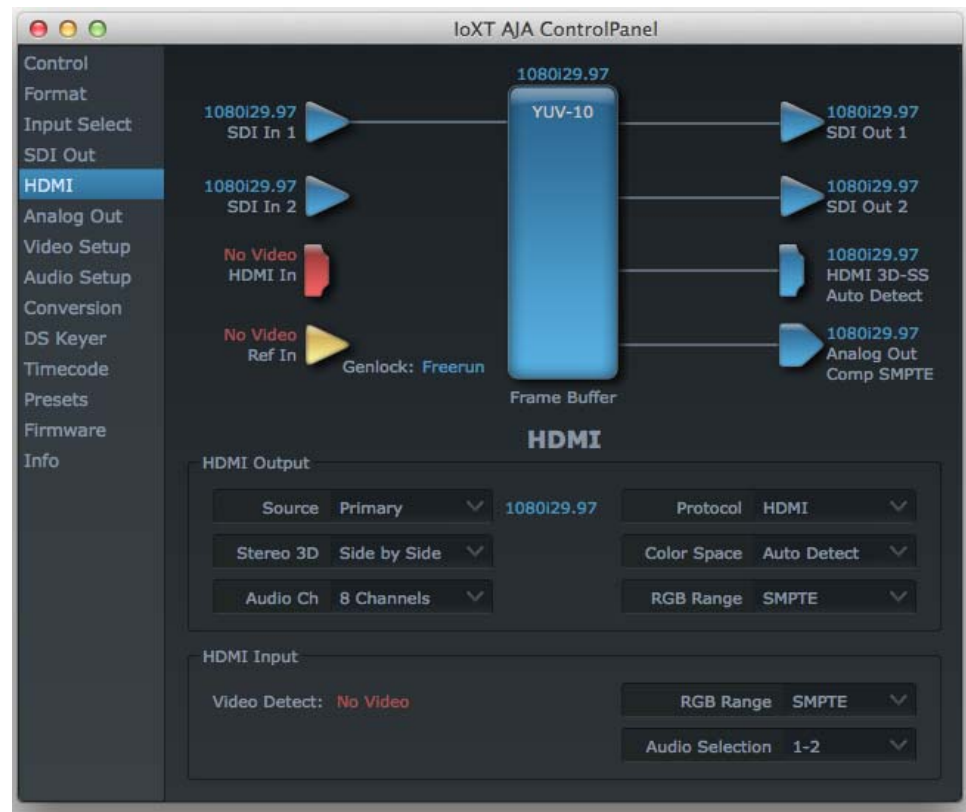 IoXT AJA ControlPanel
Control
Format
Input Select
SDI Out
HDMI
Analog Out
Video Setup
Audio Setup
Conversion
DS Keyer
Timecode
Presets
Firmware
Info
1080i29.97
YUV-10
Frame Buffer
1080i29.97
SDI In 1
1080i29.97
SDI In 2
No Video
HDMI In
No Video
Ref In
Genlock: Freerun
1080i29.97
SDI Out 1
1080i29.97
SDI Out 2
1080i29.97
HDMI 3D-SS
Auto Detect
1080i29.97
Analog Out
Comp SMPTE
HDMI
HDMI Output
Source Primary 1080i29.97 Protocol HDMI
Stereo 3D Side by Side Color Space Auto Detect
Audio Ch 8 Channels RGB Range SMPTE
HDMI Input
Video Detect: No Video RGB Range SMPTE
Audio Selection 1-2